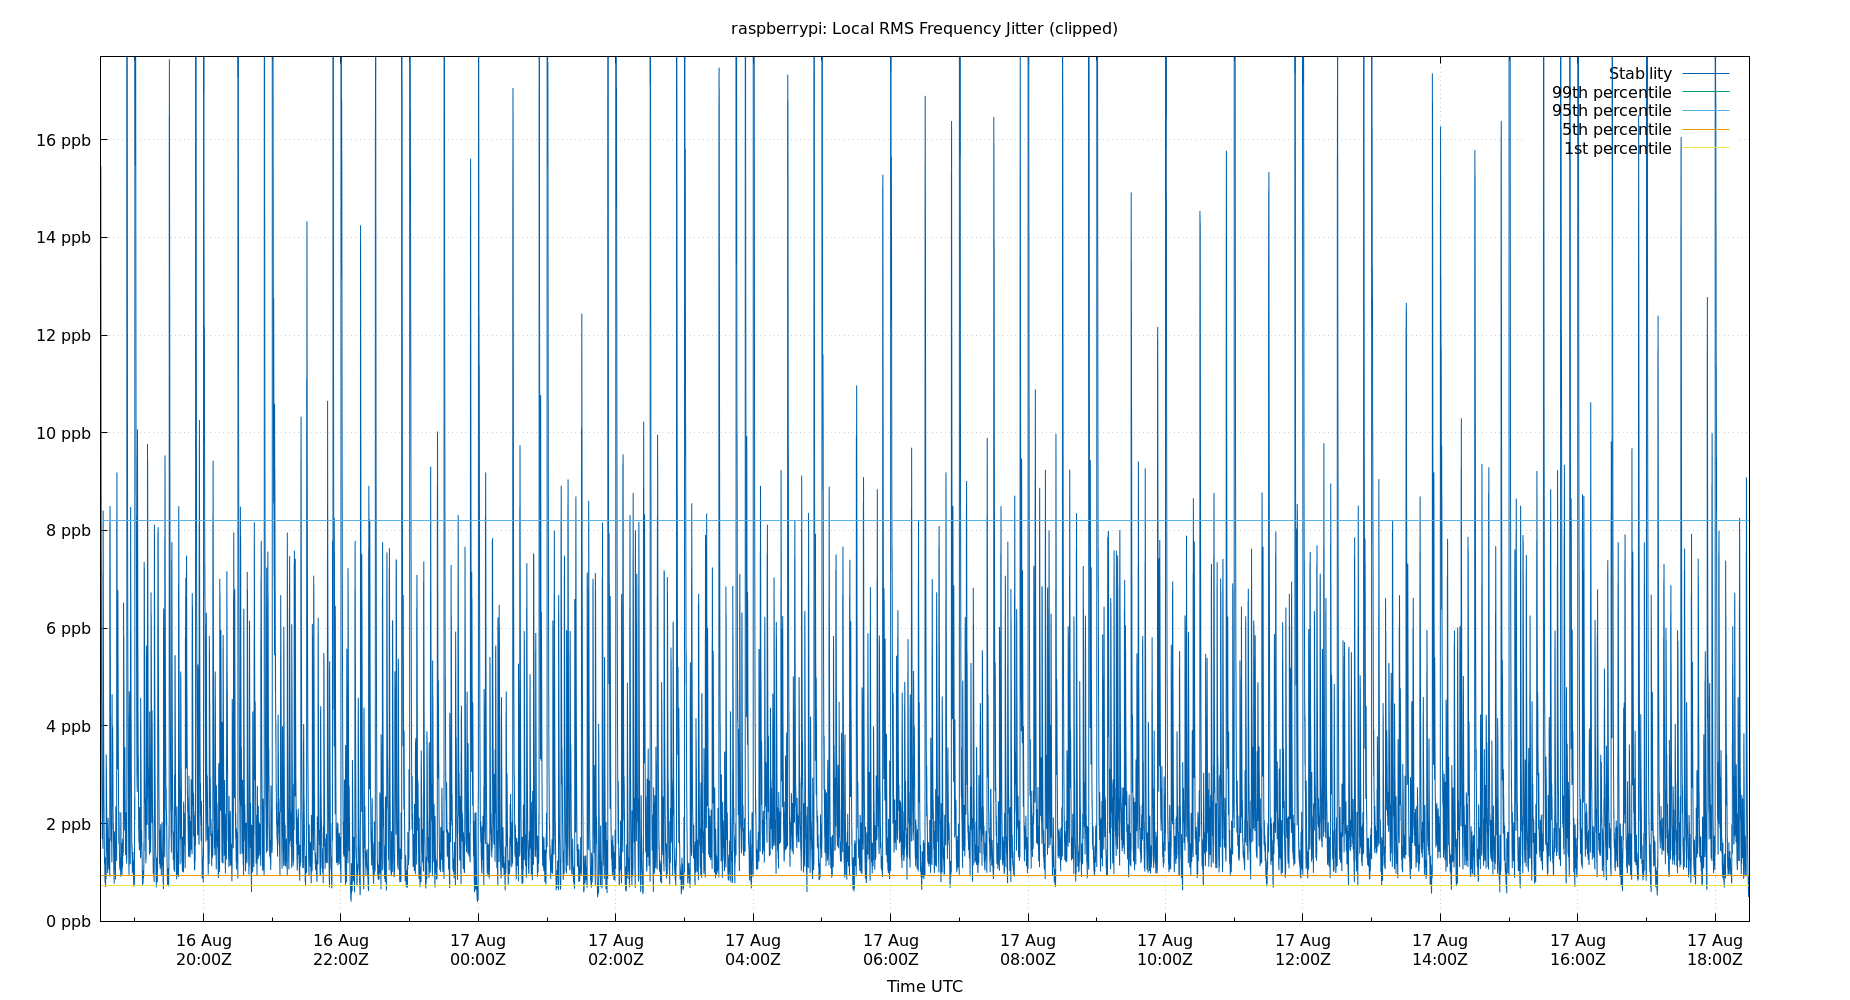 raspberrypi: Local RMS Frequency Jitter (clipped)
Stability
99th percentile
95th percentile
5th percentile
1st percentile
16 ppb
14 ppb
12 ppb
10 ppb
8 ppb
6 ppb
4 ppb
2 ppb
0 ppb
16 Aug 16 Aug 17 Aug 17 Aug 17 Aug 17 Aug 17 Aug 17 Aug 17 Aug 17 Aug 17 Aug 17 Aug
20:00Z 22:00Z 00:00Z 02:00Z 04:00Z 06:00Z 08:00Z 10:00Z 12:00Z 14:00Z 16:00Z 18:00Z
Time UTC